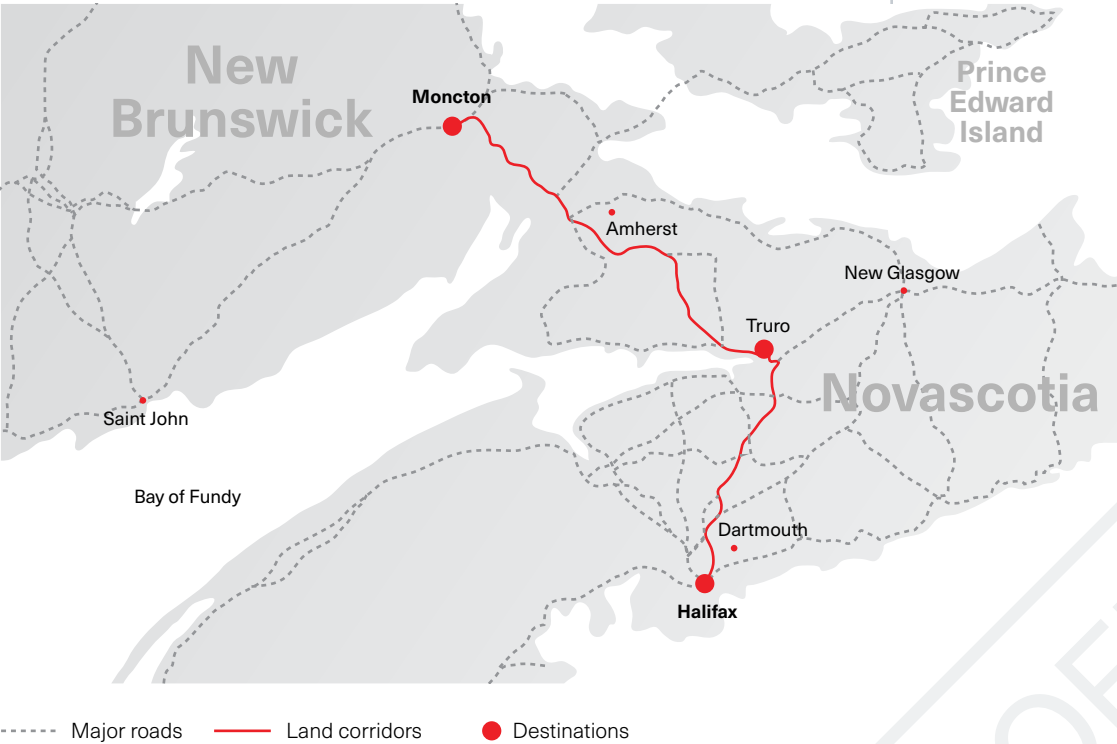 New
Brunswick
Moncton
Prince
Edward
Island
Amherst
New Glasgow
Truro
Novascotia
Saint John
Bay of Fundy
Dartmouth
Halifax
Major roads
Land corridors
Destinations